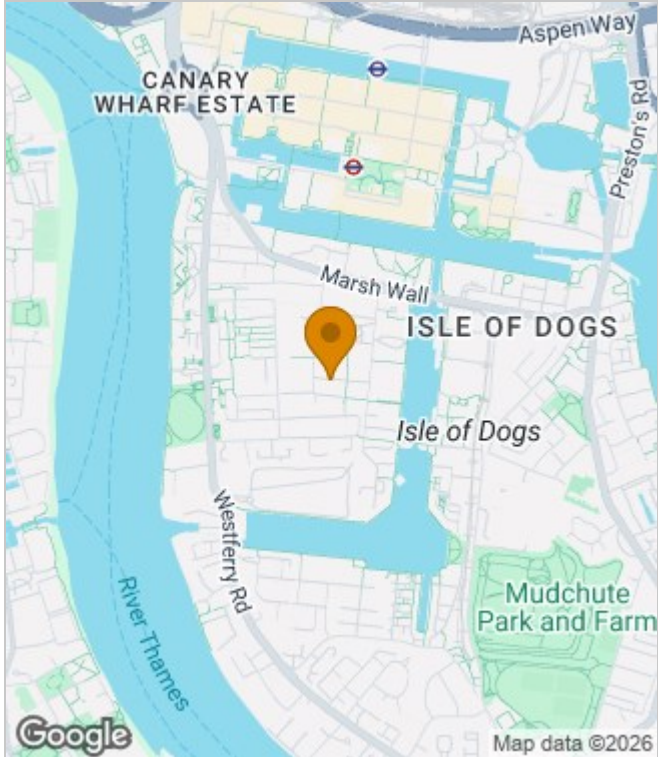 Aspen Way
CANARY
WHARF ESTATE
Preston's Rd
Marsh Wall
ISLE OF DOGS
Isle of Dogs
Westferry Rd
River Thames
Mudchute
Park and Farm
Google
Map data ©2026